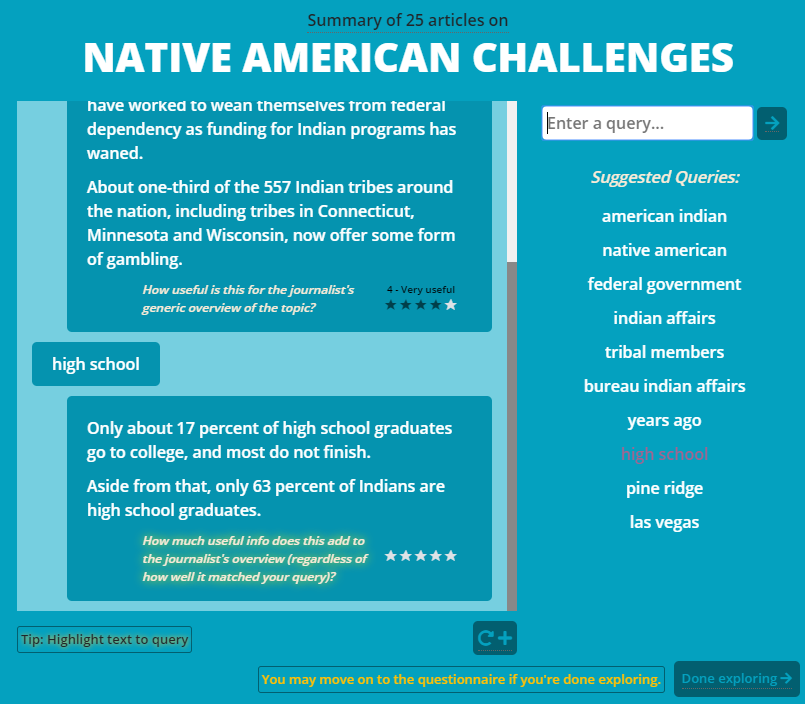 Summary of 25 articles on
NATIVE AMERICAN CHALLENGES
have worked to wean themselves from federal
dependency as funding for Indian programs has
waned.
About one-third of the 557 Indian tribes around
the nation, including tribes in Connecticut,
Minnesota and Wisconsin, now offer some form
of gambling.
How useful is this for the journalist's
generic overview of the topic?
4 - Very useful
high school
Only about 17 percent of high school graduates
go to college, and most do not finish.
Aside from that, only 63 percent of Indians are
high school graduates.
How much useful info does this add to
the journalist's overview (regardless of
how well it matched your query)?
Enter a query...
Suggested Queries:
american indian
native american
federal government
indian affairs
tribal members
bureau indian affairs
years ago
high school
pine ridge
las vegas
Tip: Highlight text to query
You may move on to the questionnaire if you're done exploring.
Done exploring